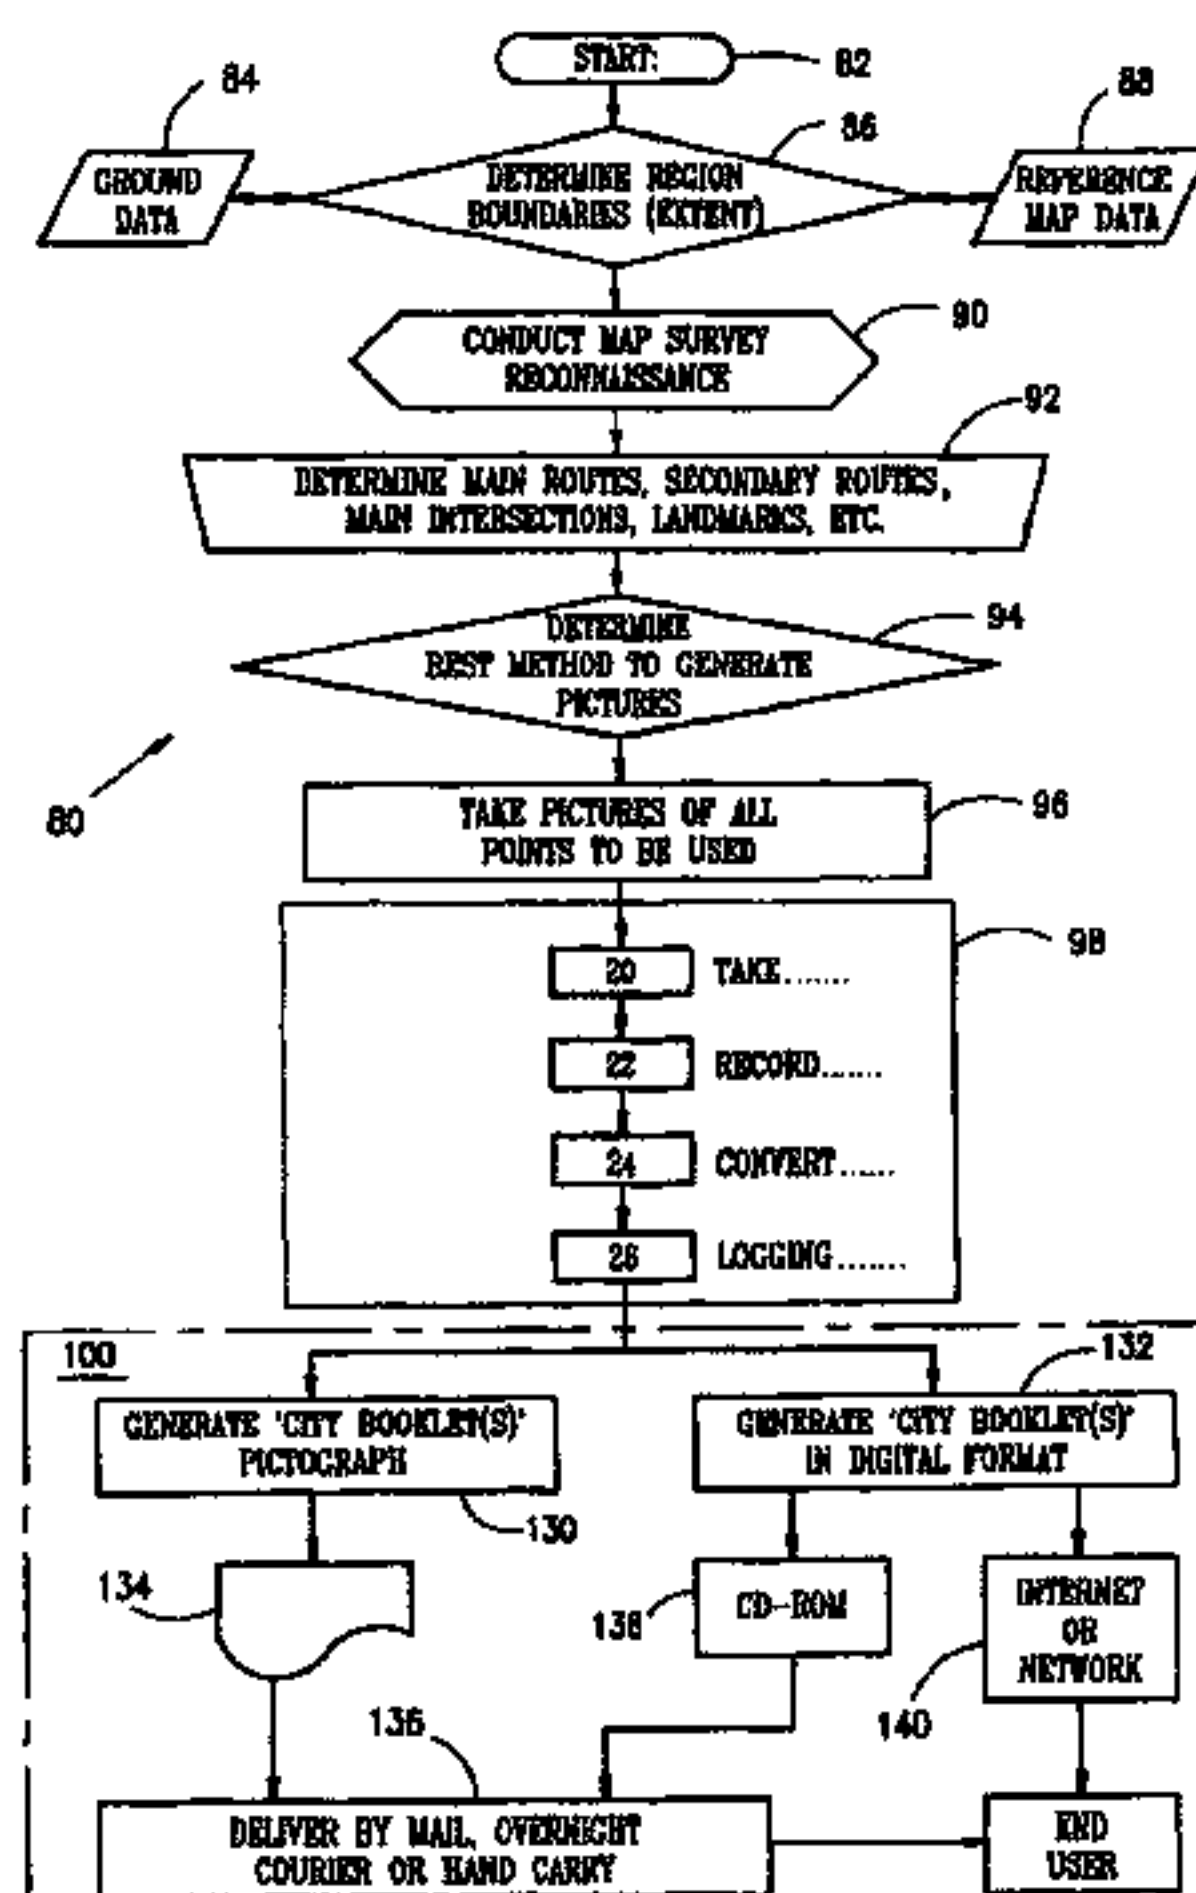 START:
82
84
86
88
GROUND
DATA
DETERMINE REGION
BOUNDARIES (EXTENT)
REFERENCE
MAP DATA
90
CONDUCT MAP SURVEY
RECONNAISSANCE
92
DETERMINE MAIN ROUTES, SECONDARY ROUTES,
MAIN INTERSECTIONS, LANDMARKS, ETC.
94
DETERMINE
BEST METHOD TO GENERATE
PICTURES
80
96
TAKE PICTURES OF ALL
POINTS TO BE USED
98
20 TAKE.......
22 RECORD.......
24 CONVERT......
26 LOGGING.......
100
132
GENERATE 'CITY BOOKLET(S)'
PICTOGRAPH
GENERATE 'CITY BOOKLET(S)'
IN DIGITAL FORMAT
130
134
138
CD-ROM
INTERNET
OR
NETWORK
136
140
DELIVER BY MAIL, OVERNIGHT
COURIER OR HAND CARRY
END
USER